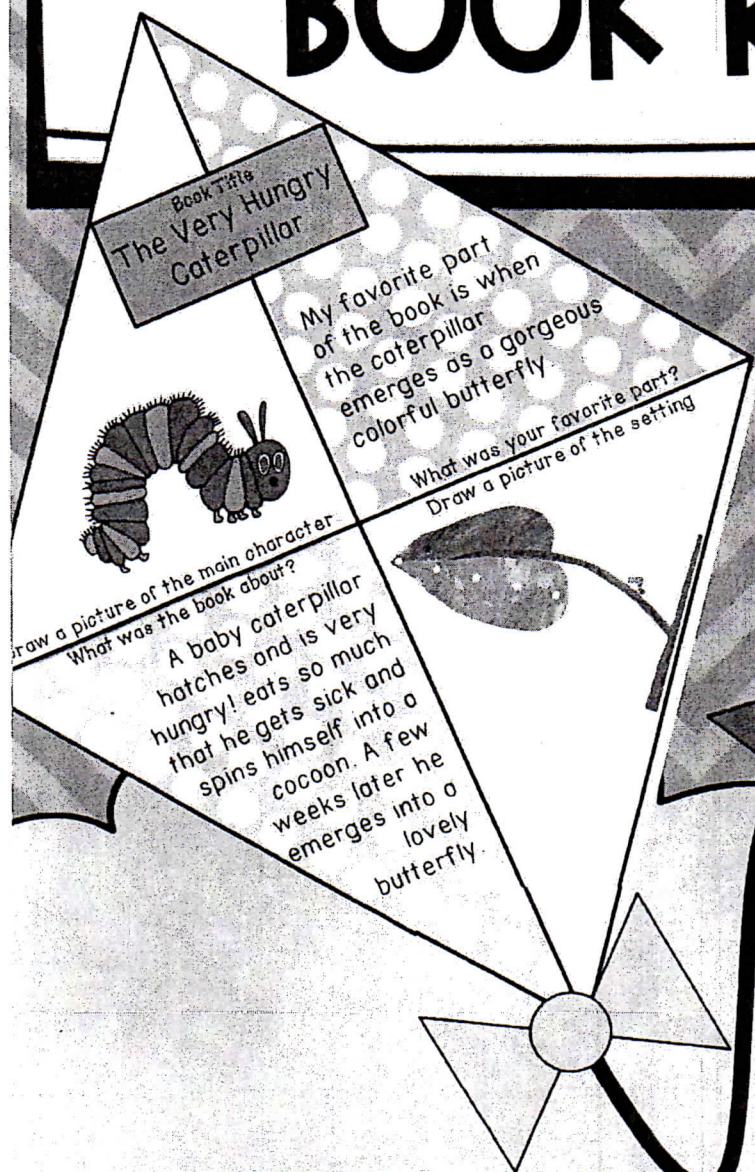 BOOK
Book Title
The Very Hungry
Caterpillar
My favorite part
of the book is when
the caterpillar
emerges as a gorgeous
colorful butterfly
What was your favorite part?
Draw a picture of the setting
raw a picture of the main character
What was the book about?
A baby caterpillar
hatches and is very
hungry! eats so much
that he gets sick and
spins himself into a
cocoon. A few
weeks later he
emerges into a
lovely
butterfly.